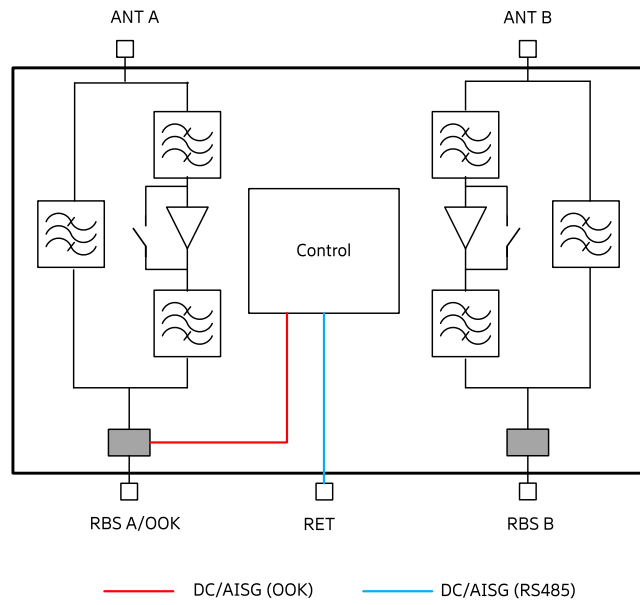 ANT A
ANT B
Control
RBS A/OOK
RET
RBS B
DC/AISG (OOK)
DC/AISG (RS485)